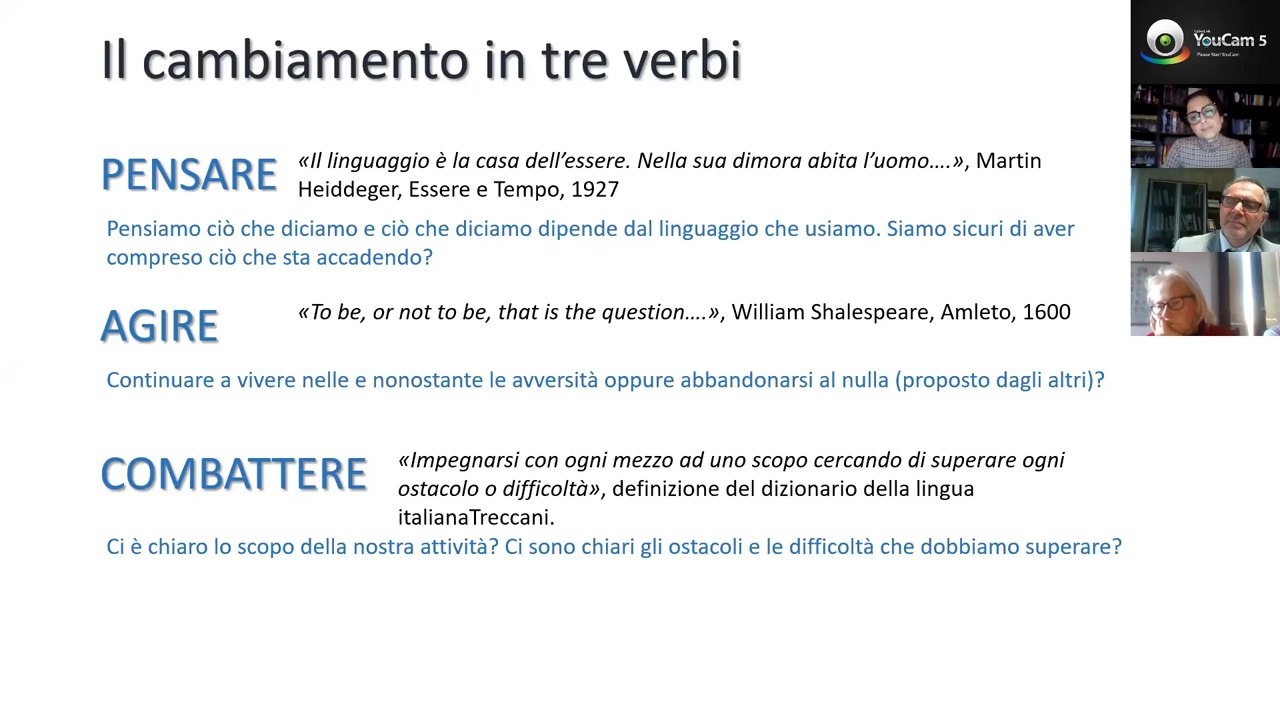 Il cambiamento in tre verbi
PENSARE
«Il linguaggio è la casa dell'essere. Nella sua dimora abita l'uomo….», Martin
Heidegger, Essere e Tempo, 1927
Pensiamo ciò che diciamo e ciò che diciamo dipende dal linguaggio che usiamo. Siamo sicuri di aver
compreso ciò che sta accadendo?
AGIRE
«To be, or not to be, that is the question….», William Shalespeare, Amleto, 1600
Continuare a vivere nelle e nonostante le avversità oppure abbandonarsi al nulla (proposto dagli altri)?
COMBATTERE
«Impegnarsi con ogni mezzo ad uno scopo cercando di superare ogni
ostacolo o difficoltà», definizione del dizionario della lingua
italianaTreccani.
Ci è chiaro lo scopo della nostra attività? Ci sono chiari gli ostacoli e le difficoltà che dobbiamo superare?
CyberLink
YouCam 5
Please Start YouCam